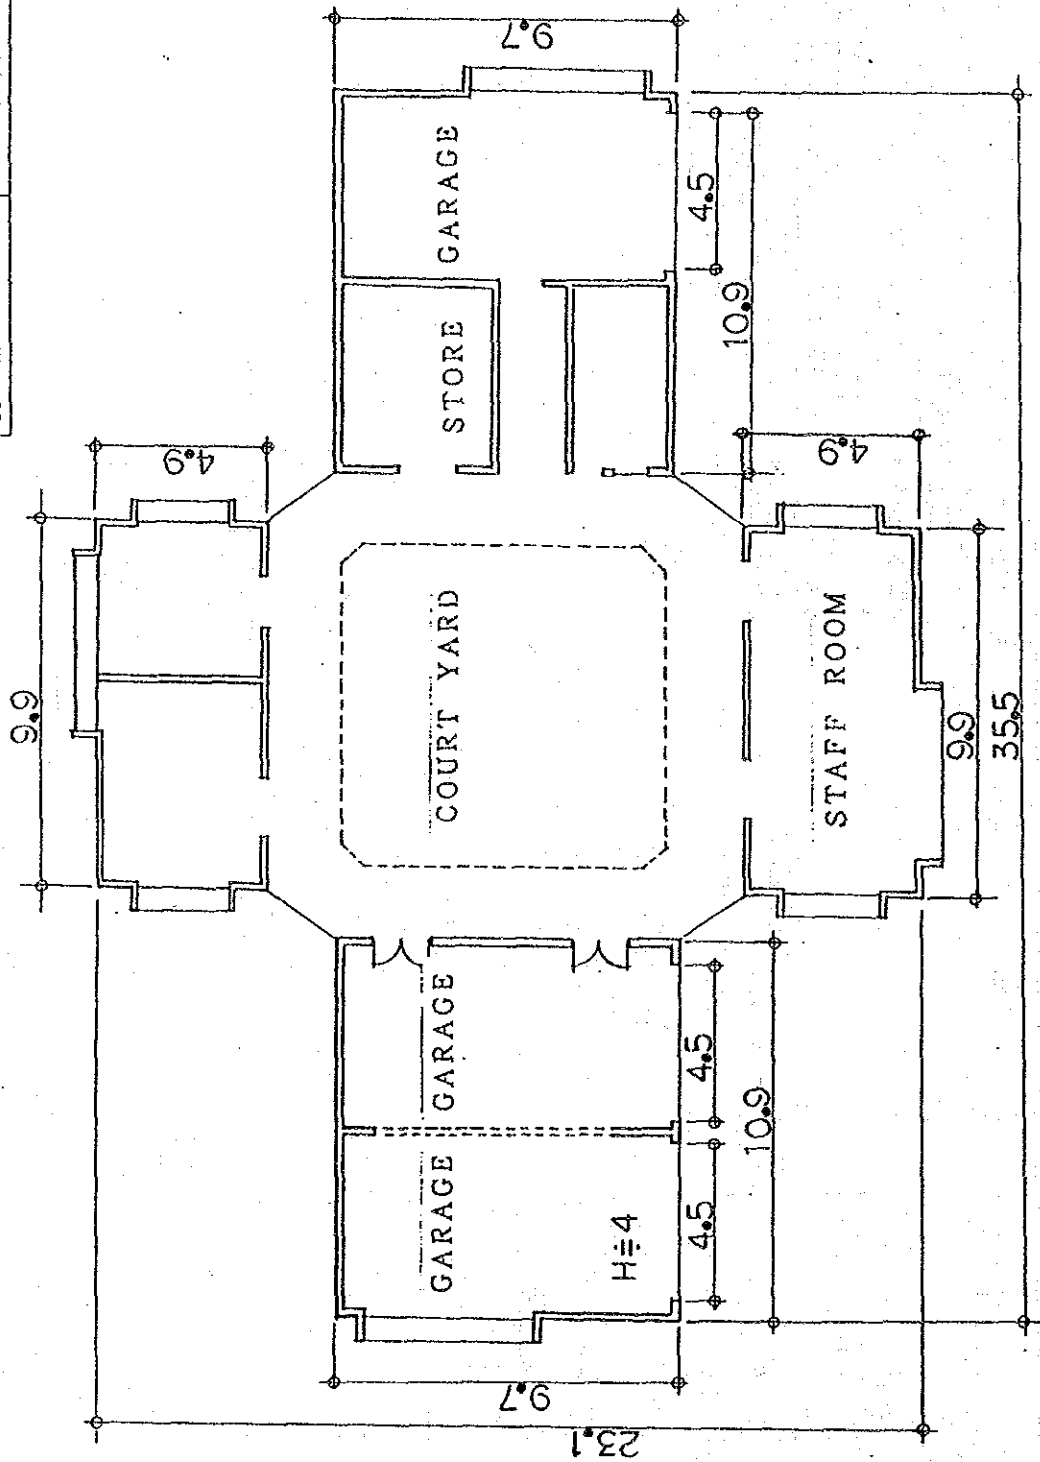 9.7
GARAGE
4.5
STORE
10.9
4.9
4.9
9.9
COURT YARD
STAFF ROOM
9.9
35.5
GARAGE
4.5
10.9
GARAGE
H≒4
4.5
9.7
23.1